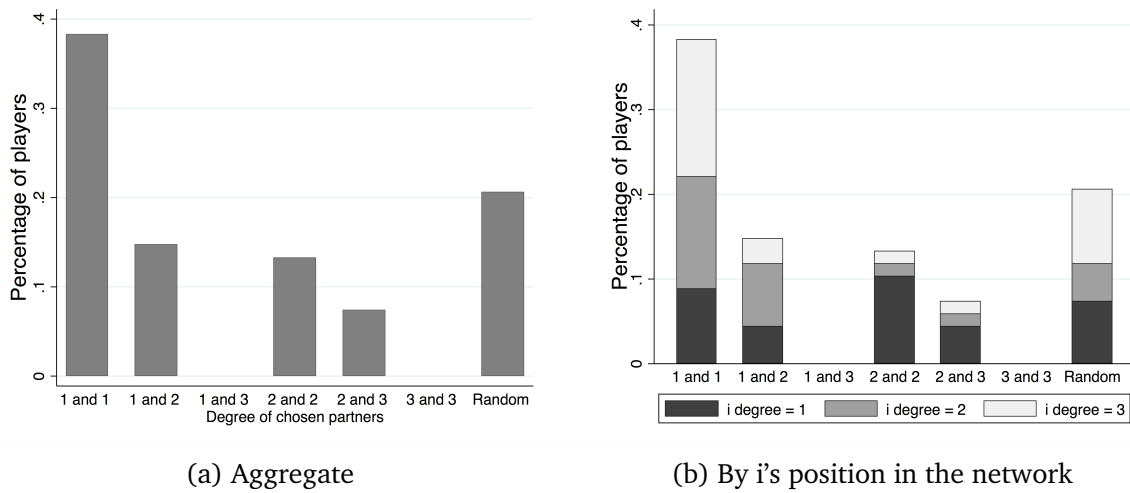 Percentage of players
.4
.3
.2
.1
0
1 and 1 1 and 2 1 and 3 2 and 2 2 and 3 3 and 3 Random
Degree of chosen partners
(a) Aggregate
Percentage of players
.4
.3
.2
.1
0
1 and 1 1 and 2 1 and 3 2 and 2 2 and 3 3 and 3 Random
i degree = 1 i degree = 2 i degree = 3
(b) By i's position in the network